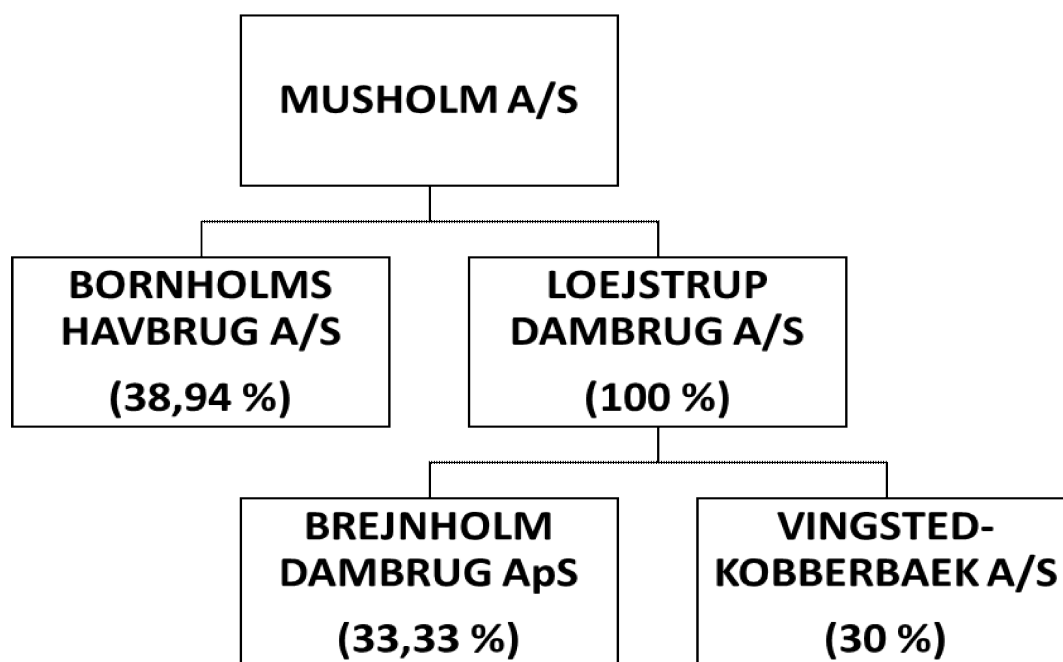 MUSHOLM A/S
BORNHOLMS
HAVBRUG A/S
(38,94 %)
LOEJSTRUP
DAMBRUG A/S
(100 %)
BREJNHOLM
DAMBRUG ApS
(33,33 %)
VINGSTED-
KOBBERBAEK A/S
(30 %)